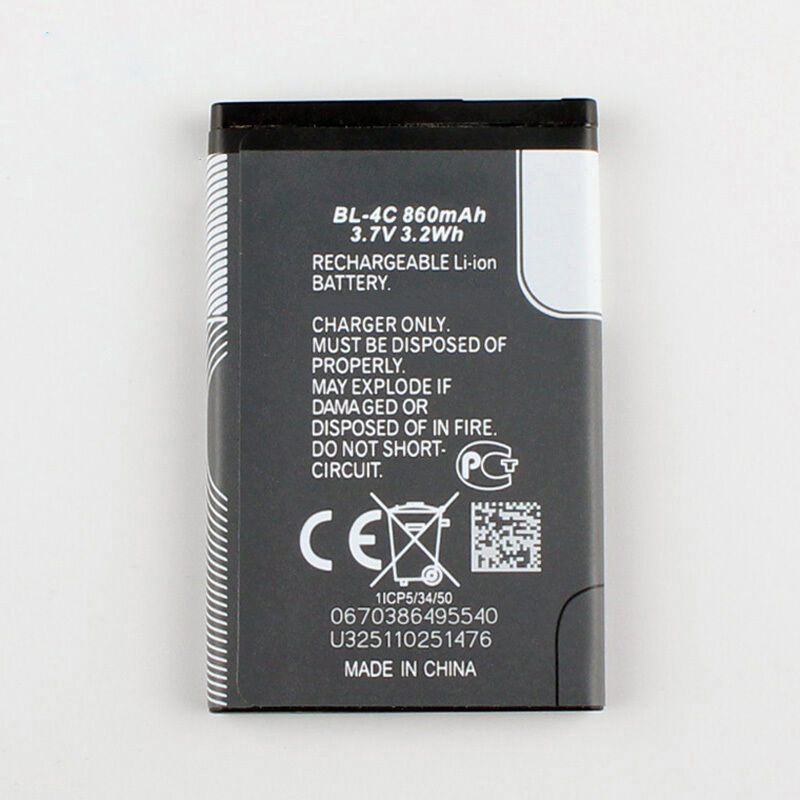 BL-4C 860mAh
3.7V 3.2Wh
RECHARGEABLE Li-ion
BATTERY.
CHARGER ONLY.
MUST BE DISPOSED OF
PROPERLY.
MAY EXPLODE IF
DAMAGED OR
DISPOSED OF IN FIRE.
DO NOT SHORT-
CIRCUIT.
PCT
CE
1ICP5/34/50
0670386495540
U325110251476
MADE IN CHINA